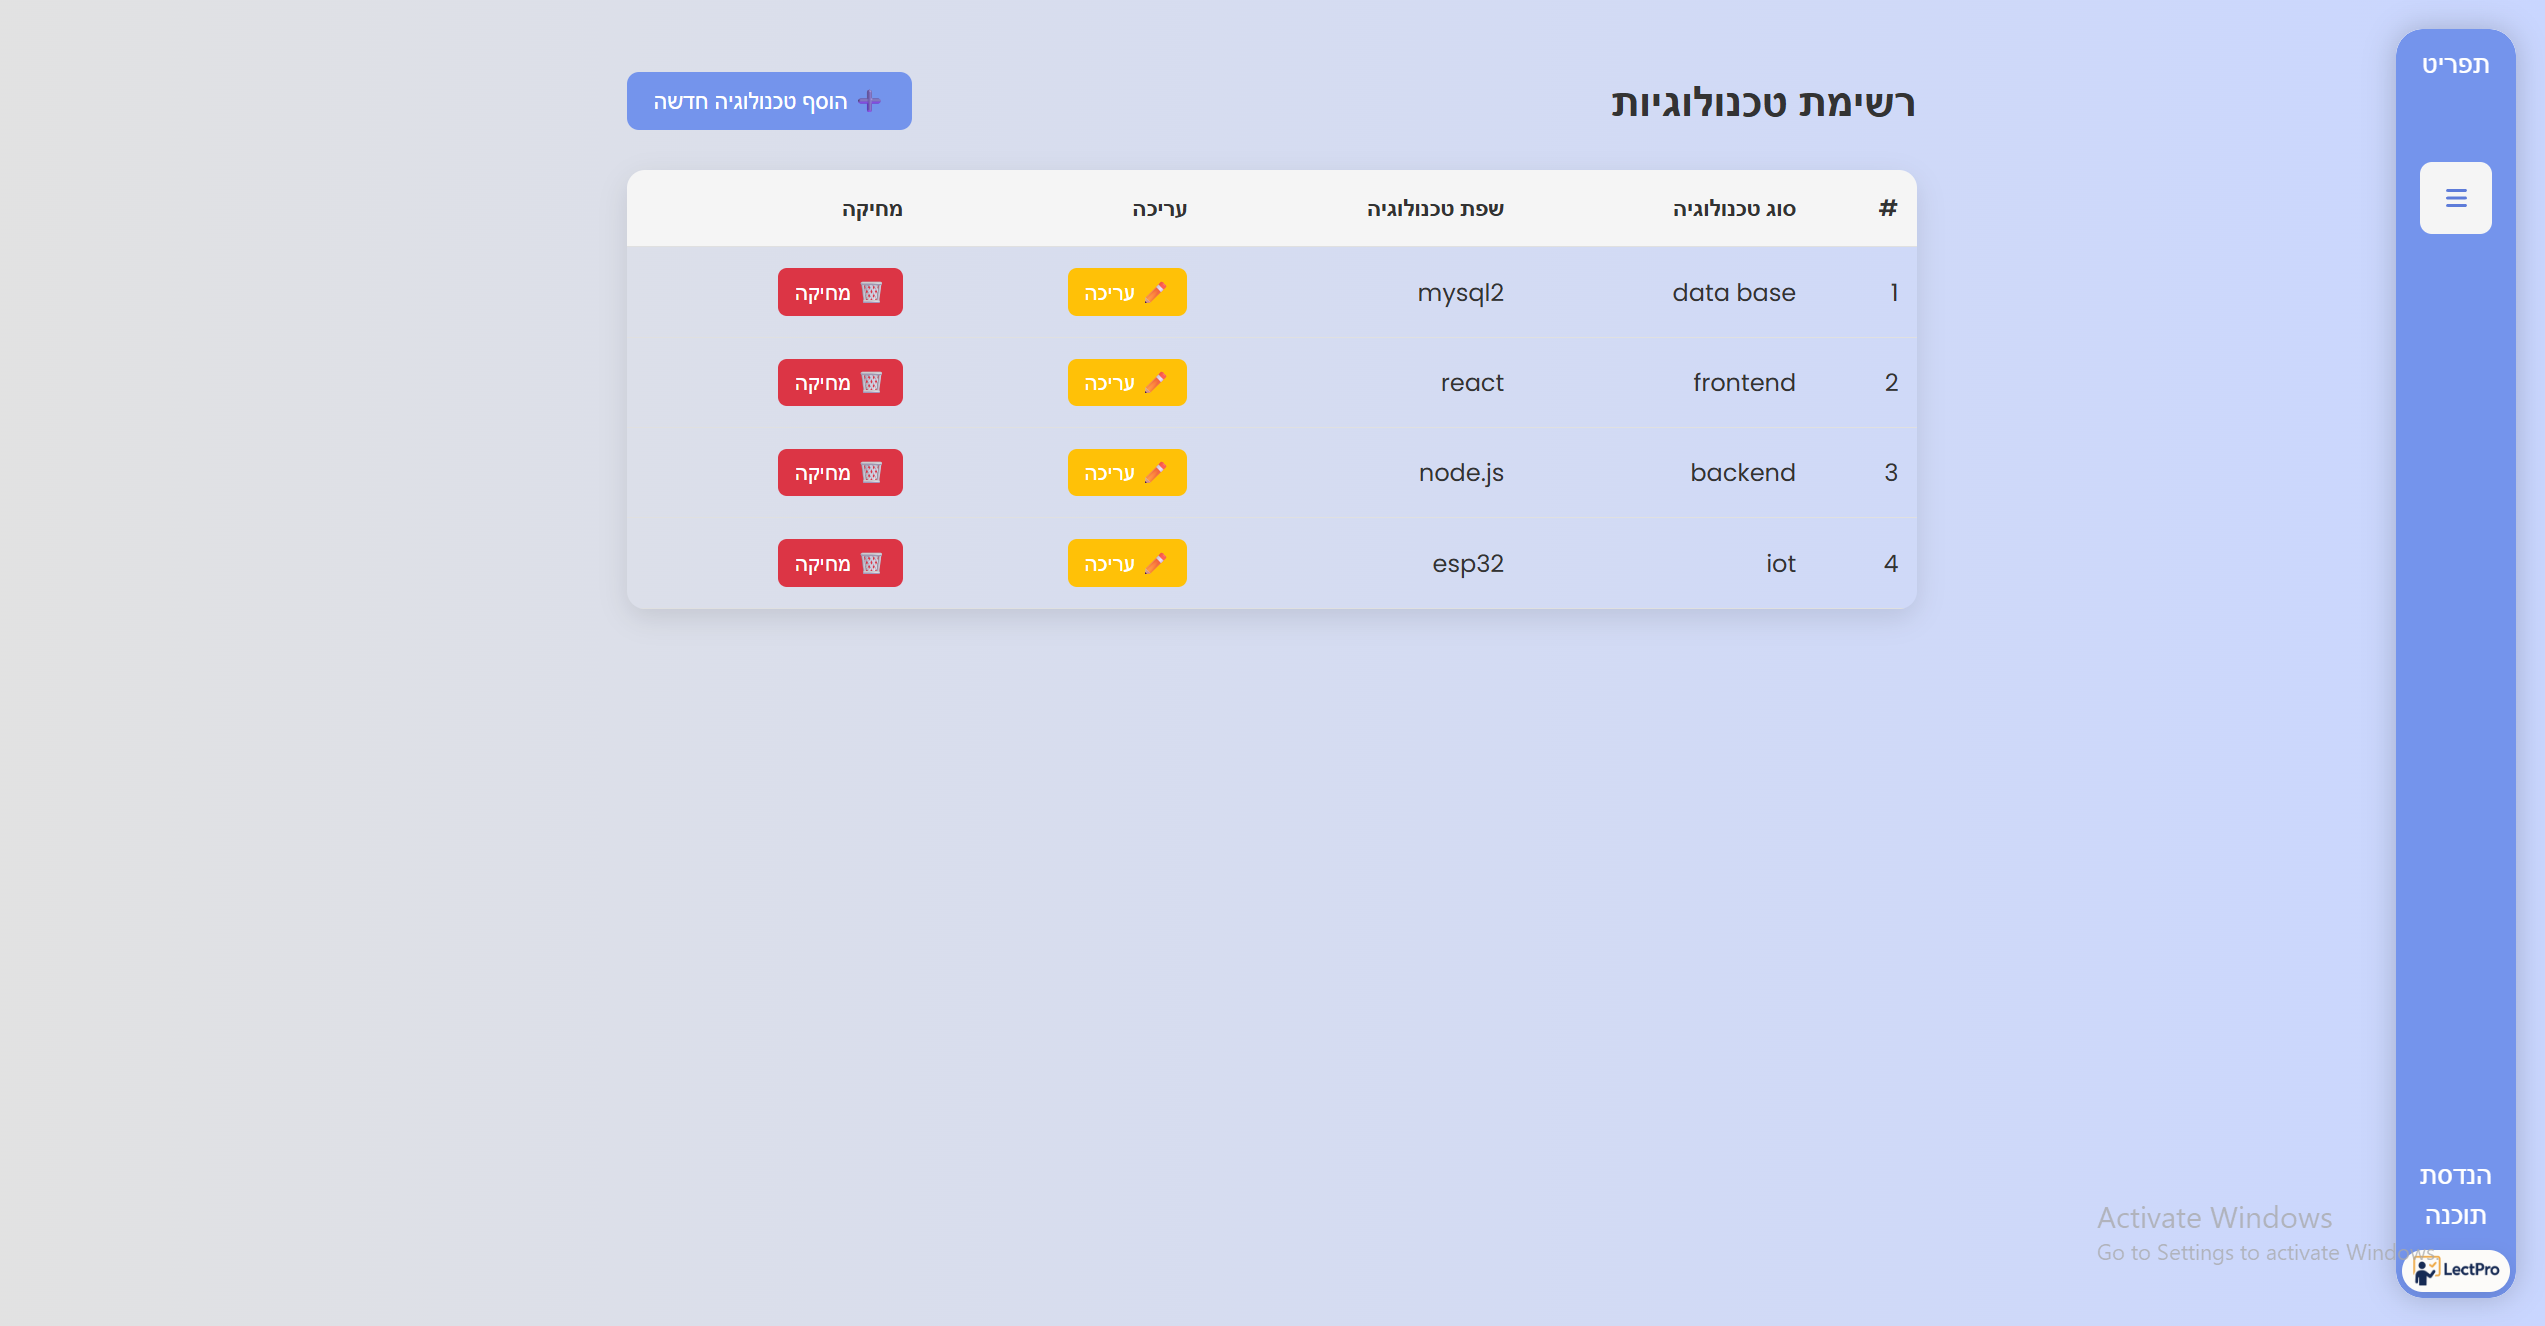 תפריט
רשימת טכנולוגיות
הוסף טכנולוגיה חדשה
# סוג טכנולוגיה שפת טכנולוגיה עריכה מחיקה
1 data base mysql2 עריכה מחיקה
2 frontend react עריכה מחיקה
3 backend node.js עריכה מחיקה
4 iot esp32 עריכה מחיקה
הנדסת
תוכנה
LectPro
Activate Windows
Go to Settings to activate Windows.